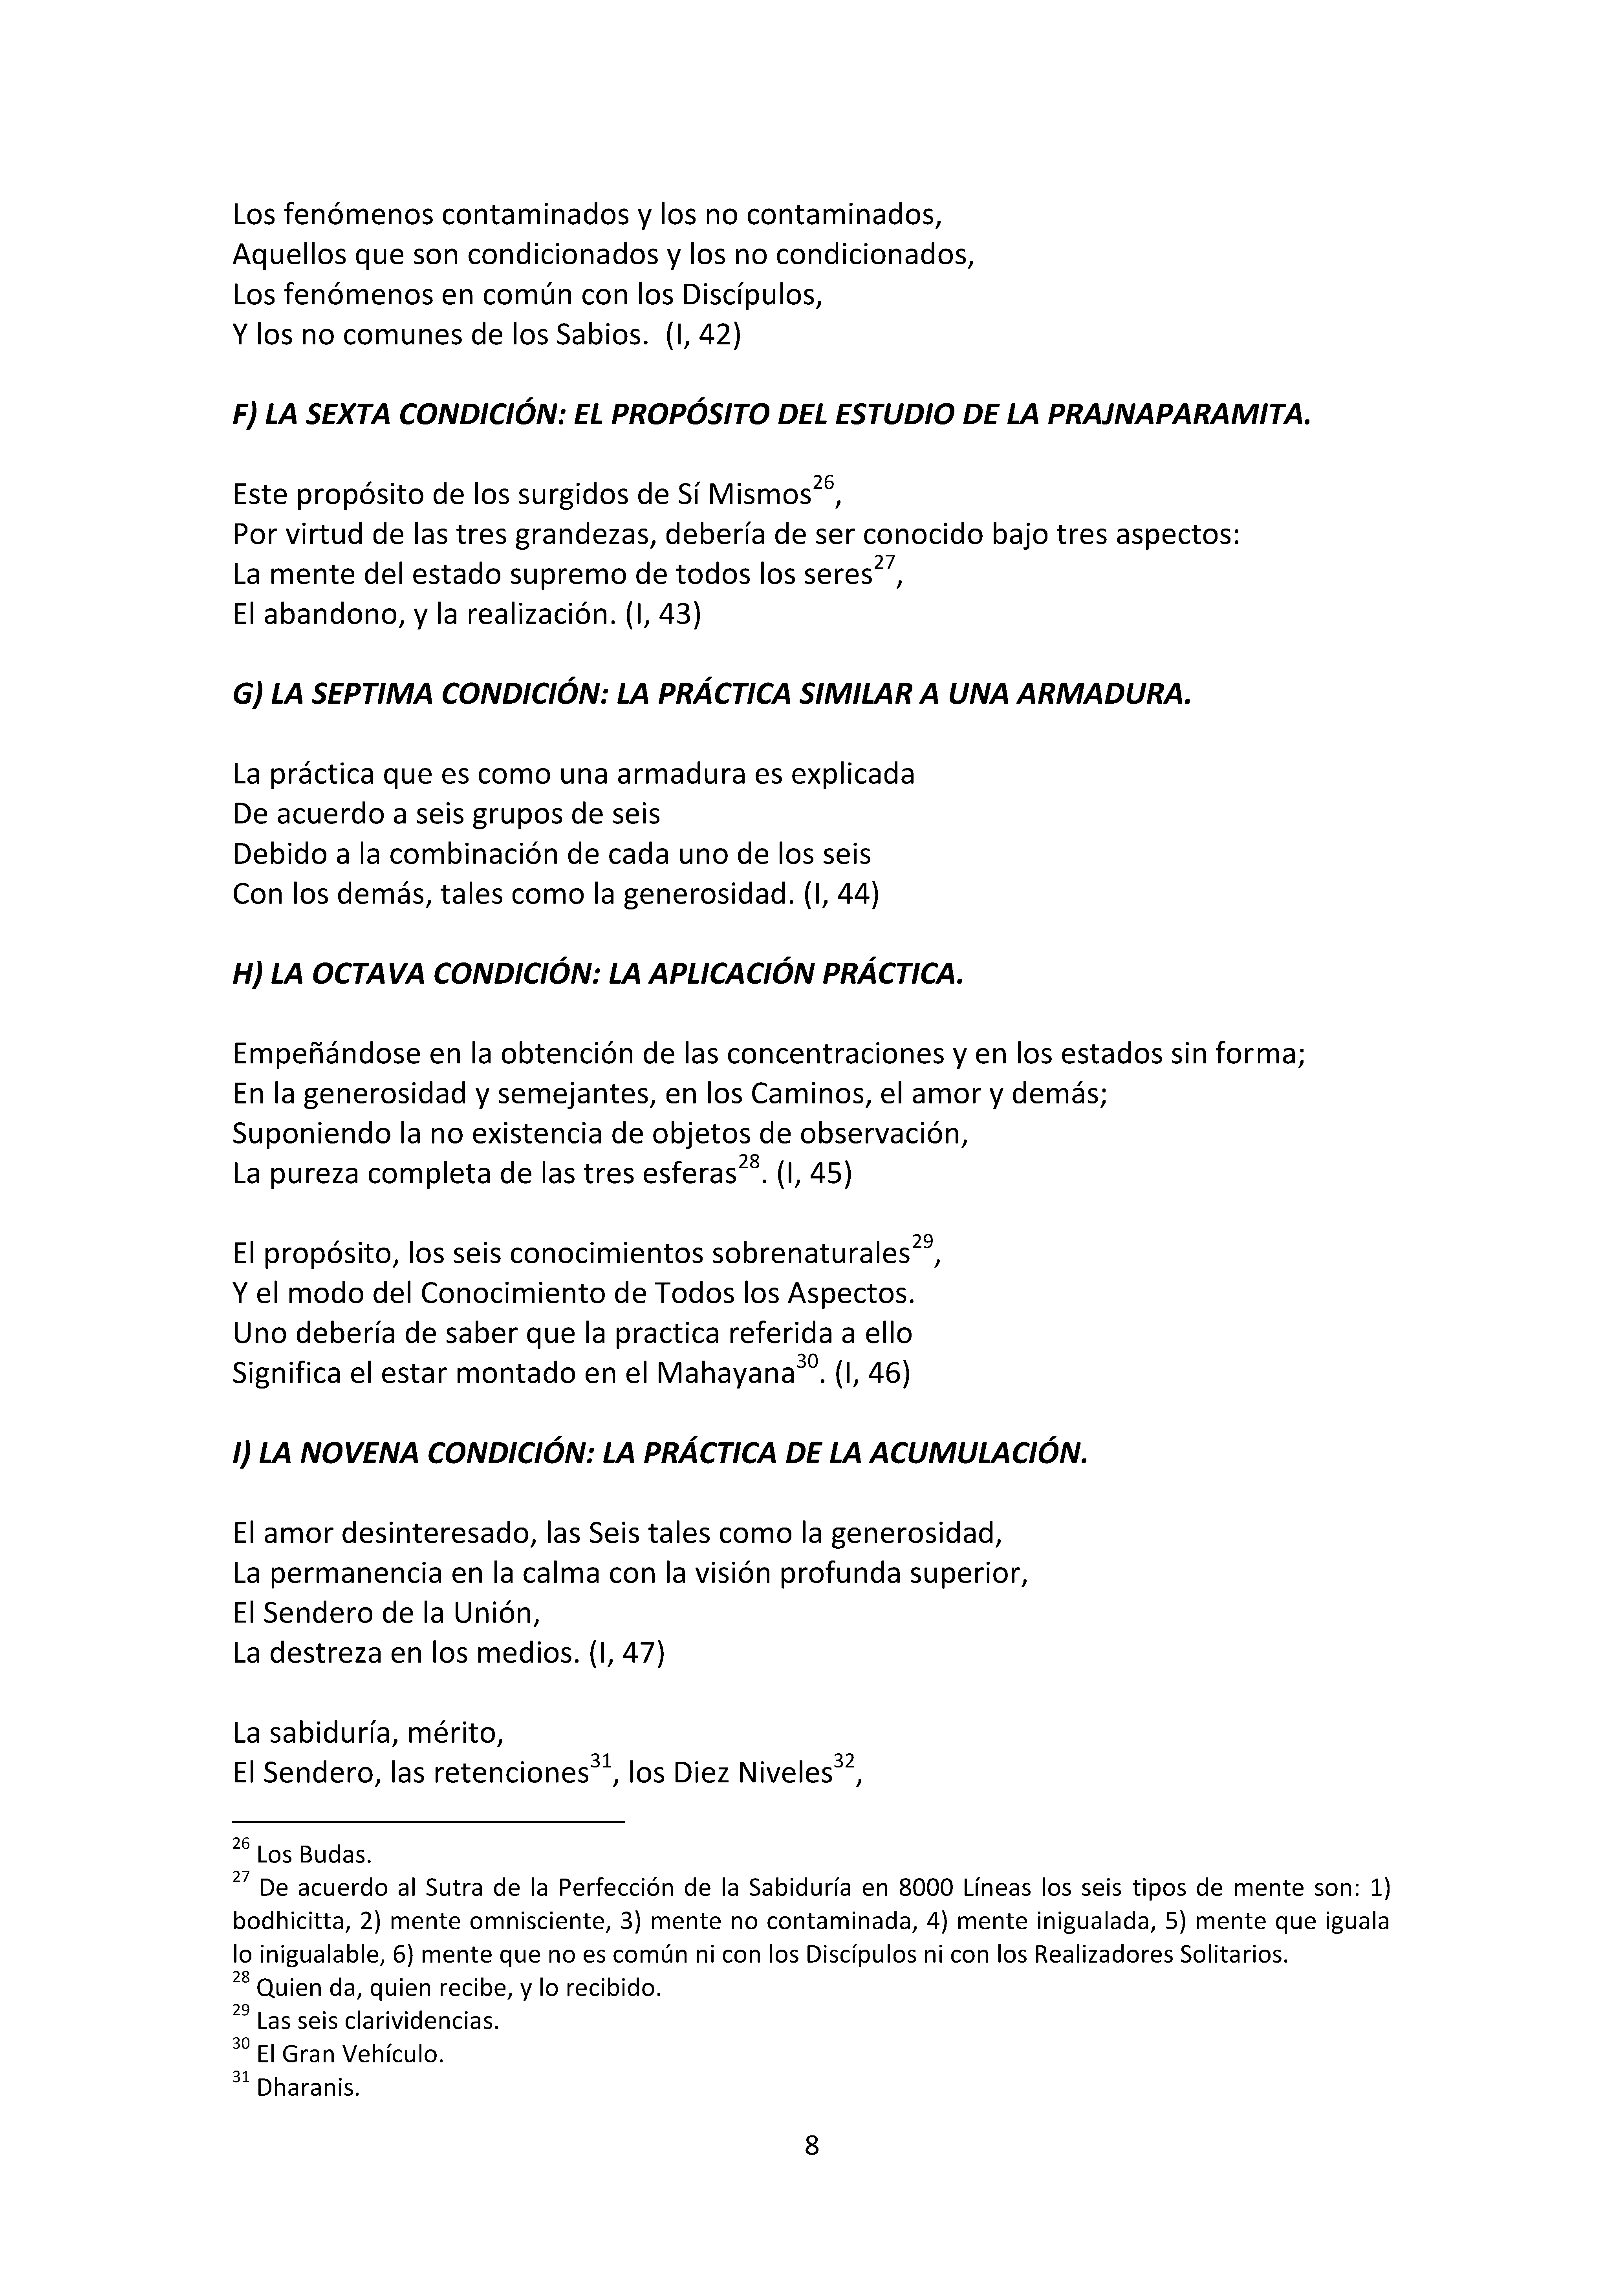 Los fenómenos contaminados y los no contaminados,
Aquellos que son condicionados y los no condicionados,
Los fenómenos en común con los Discípulos,
Y los no comunes de los Sabios.  (I, 42)
F) LA SEXTA CONDICIÓN: EL PROPÓSITO DEL ESTUDIO DE LA PRAJNAPARAMITA.
Este propósito de los surgidos de Sí Mismos26,
Por virtud de las tres grandezas, debería de ser conocido bajo tres aspectos:
La mente del estado supremo de todos los seres27,
El abandono, y la realización. (I, 43)
G) LA SEPTIMA CONDICIÓN: LA PRÁCTICA SIMILAR A UNA ARMADURA.
La práctica que es como una armadura es explicada
De acuerdo a seis grupos de seis
Debido a la combinación de cada uno de los seis
Con los demás, tales como la generosidad. (I, 44)
H) LA OCTAVA CONDICIÓN: LA APLICACIÓN PRÁCTICA.
Empeñándose en la obtención de las concentraciones y en los estados sin forma;
En la generosidad y semejantes, en los Caminos, el amor y demás;
Suponiendo la no existencia de objetos de observación,
La pureza completa de las tres esferas28. (I, 45)
El propósito, los seis conocimientos sobrenaturales29,
Y el modo del Conocimiento de Todos los Aspectos.
Uno debería de saber que la practica referida a ello
Significa el estar montado en el Mahayana30. (I, 46)
I) LA NOVENA CONDICIÓN: LA PRÁCTICA DE LA ACUMULACIÓN.
El amor desinteresado, las Seis tales como la generosidad,
La permanencia en la calma con la visión profunda superior,
El Sendero de la Unión,
La destreza en los medios. (I, 47)
La sabiduría, mérito,
El Sendero, las retenciones31, los Diez Niveles32,
26 Los Budas.
27 De acuerdo al Sutra de la Perfección de la Sabiduría en 8000 Líneas los seis tipos de mente son: 1)
bodhicitta, 2) mente omnisciente, 3) mente no contaminada, 4) mente inigualada, 5) mente que iguala
lo inigualable, 6) mente que no es común ni con los Discípulos ni con los Realizadores Solitarios.
28 Quien da, quien recibe, y lo recibido.
29 Las seis clarividencias.
30 El Gran Vehículo.
31 Dharanis.
8